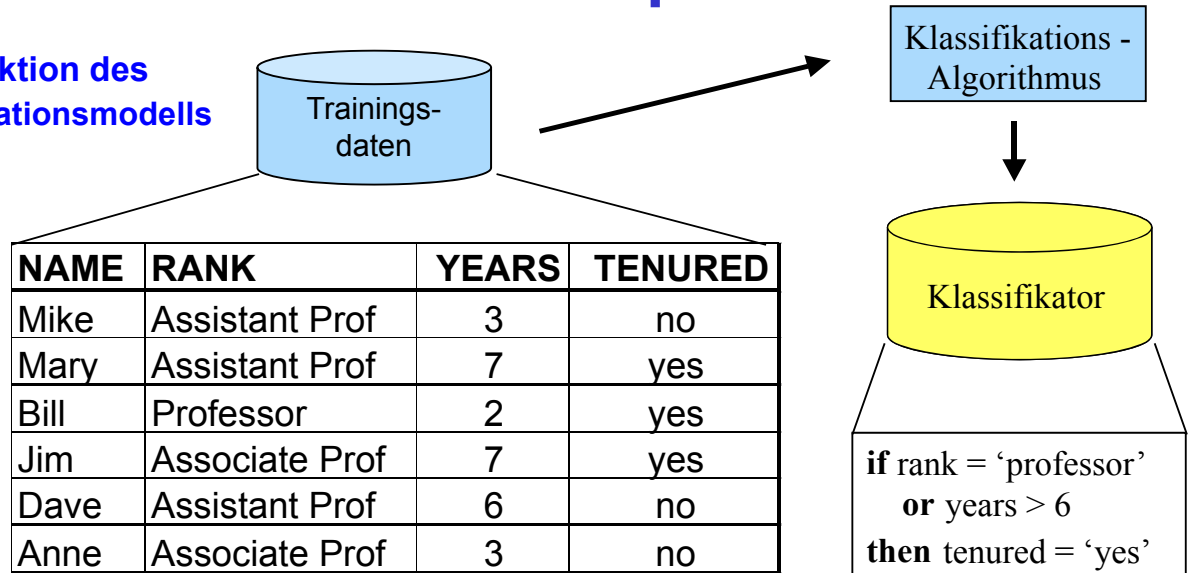 ktion des
ationsmodells
Trainings-
daten
Klassifikations -
Algorithmus
Klassifikator
NAME RANK YEARS TENURED
Mike Assistant Prof 3 no
Mary Assistant Prof 7 yes
Bill Professor 2 yes
Jim Associate Prof 7 yes
Dave Assistant Prof 6 no
Anne Associate Prof 3 no
if rank = ‘professor’
or years > 6
then tenured = ‘yes’